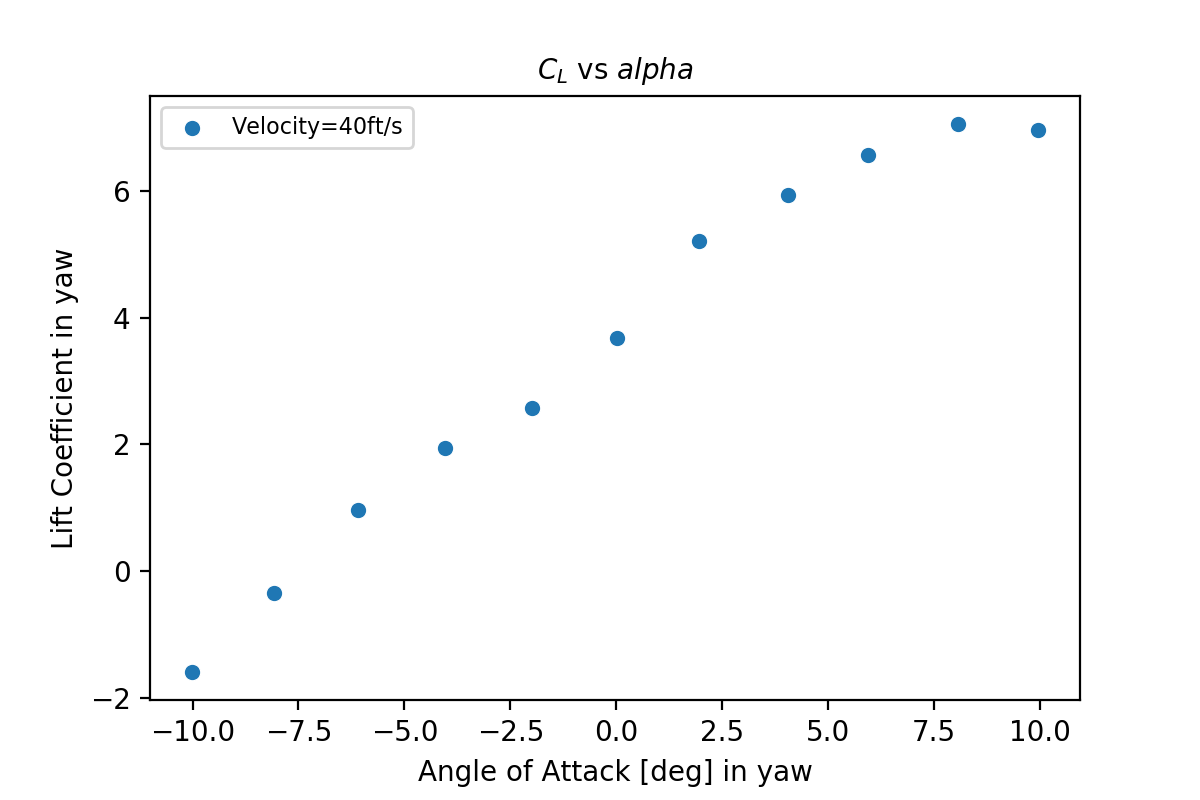 C_L vs alpha
Velocity=40ft/s
Lift Coefficient in yaw
6
4
2
0
−2
−10.0 −7.5 −5.0 −2.5 0.0 2.5 5.0 7.5 10.0
Angle of Attack [deg] in yaw